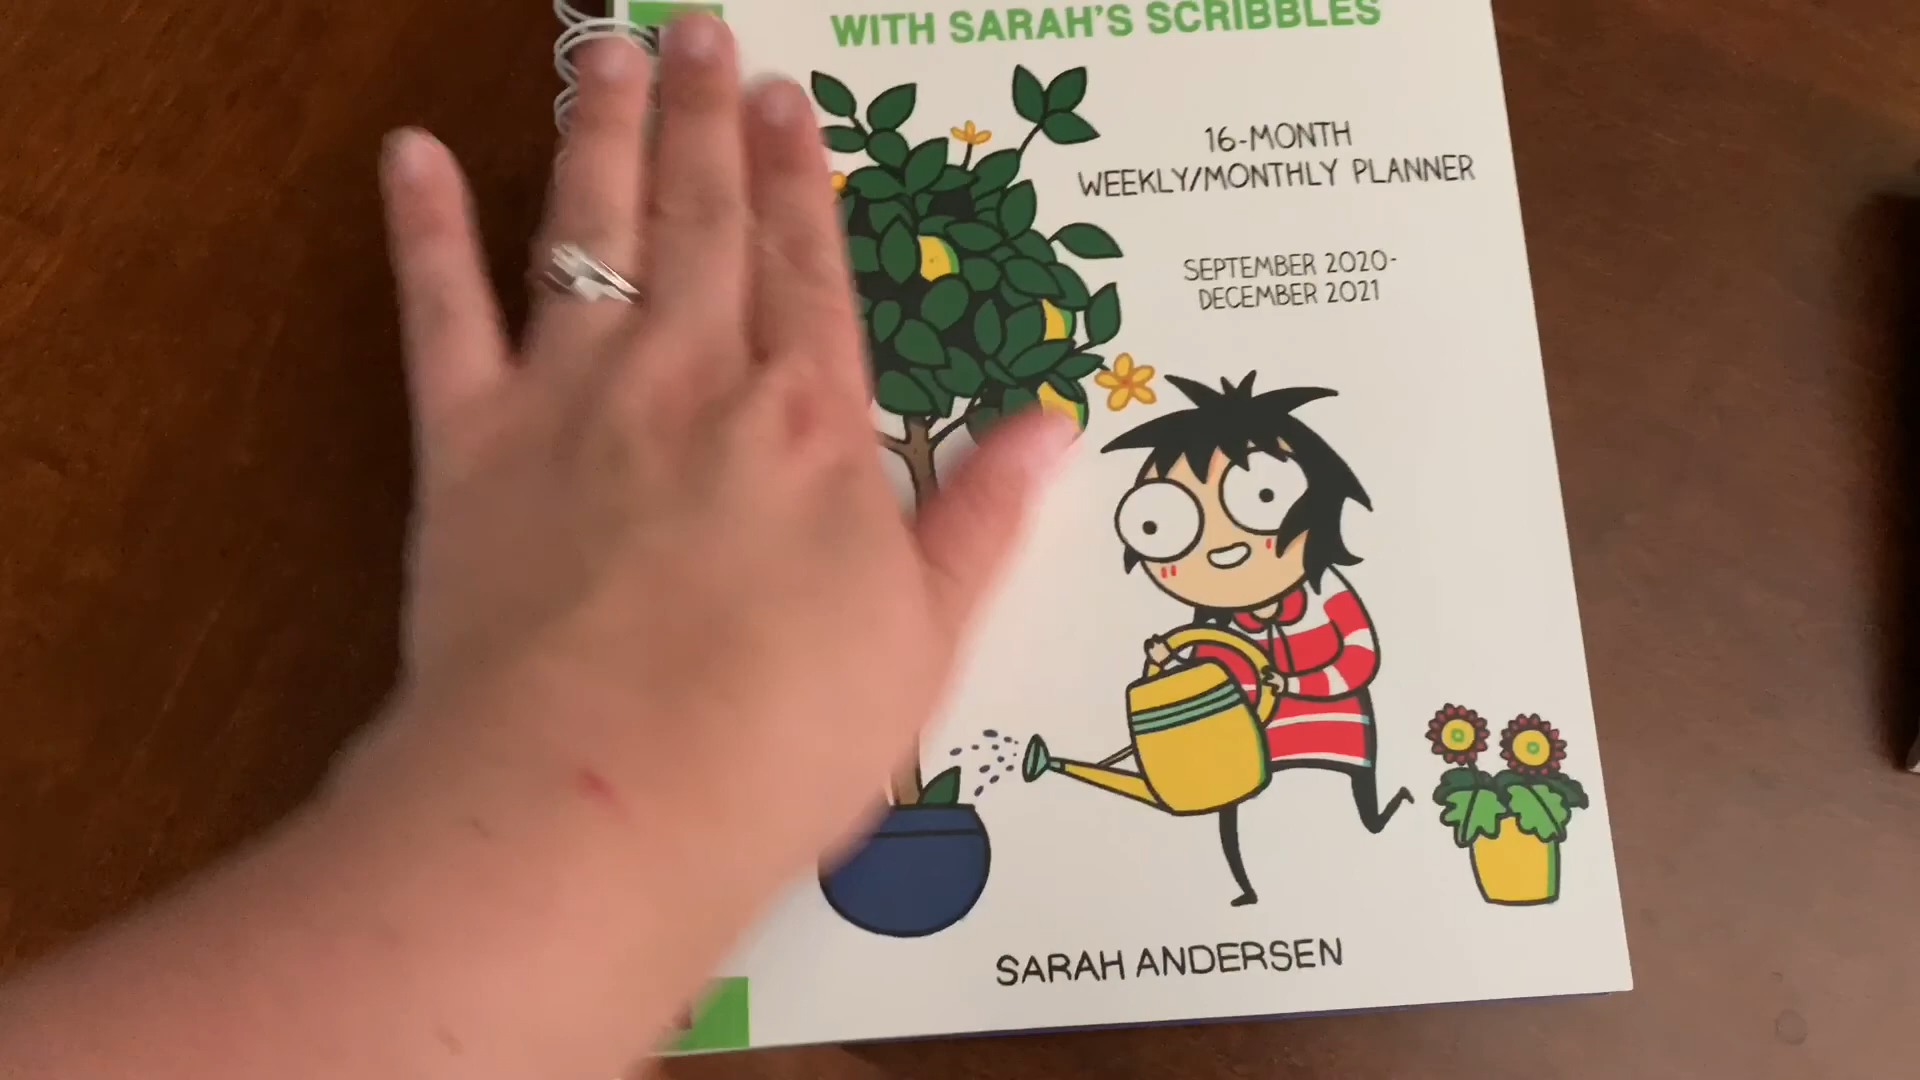 WITH SARAH'S SCRIBBLES
16-MONTH
WEEKLY/MONTHLY PLANNER
SEPTEMBER 2020-
DECEMBER 2021
SARAH ANDERSEN